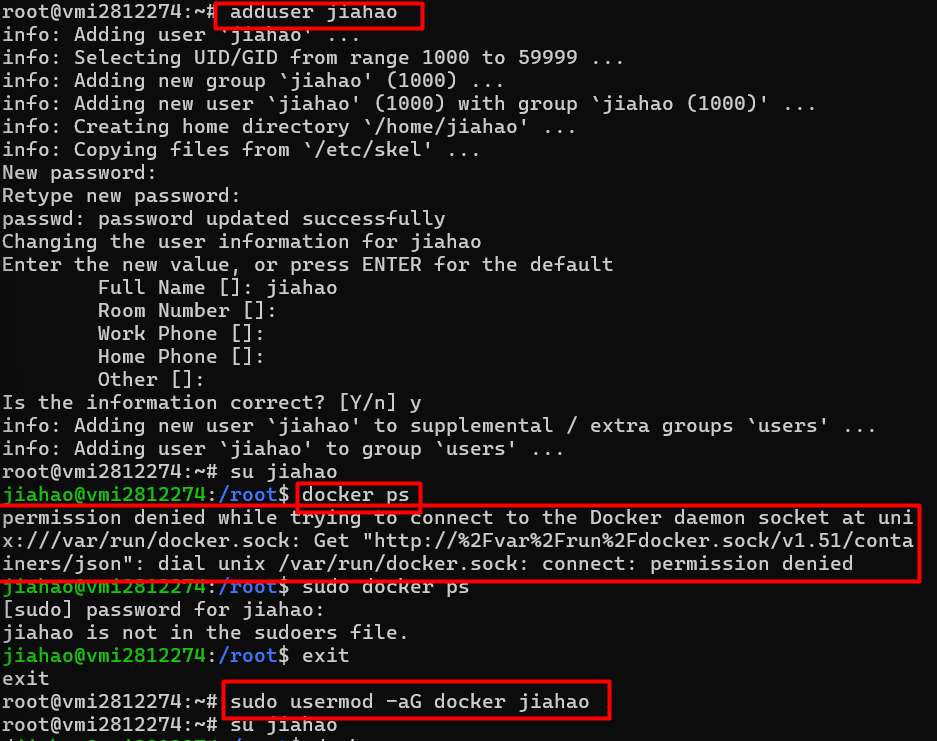 root@vmi2812274:~# adduser jiahao
info: Adding user `jiahao' ...
info: Selecting UID/GID from range 1000 to 59999 ...
info: Adding new group `jiahao' (1000) ...
info: Adding new user `jiahao' (1000) with group `jiahao (1000)' ...
info: Creating home directory `/home/jiahao' ...
info: Copying files from `/etc/skel' ...
New password:
Retype new password:
passwd: password updated successfully
Changing the user information for jiahao
Enter the new value, or press ENTER for the default
        Full Name []: jiahao
        Room Number []:
        Work Phone []:
        Home Phone []:
        Other []:
Is the information correct? [Y/n] y
info: Adding new user `jiahao' to supplemental / extra groups `users' ...
info: Adding user `jiahao' to group `users' ...
root@vmi2812274:~# su jiahao
jiahao@vmi2812274:/root$ docker ps
permission denied while trying to connect to the Docker daemon socket at uni
x:///var/run/docker.sock: Get "http://%2Fvar%2Frun%2Fdocker.sock/v1.51/conta
iners/json": dial unix /var/run/docker.sock: connect: permission denied
jiahao@vmi2812274:/root$ sudo docker ps
[sudo] password for jiahao:
jiahao is not in the sudoers file.
jiahao@vmi2812274:/root$ exit
exit
root@vmi2812274:~# sudo usermod -aG docker jiahao
root@vmi2812274:~# su jiahao